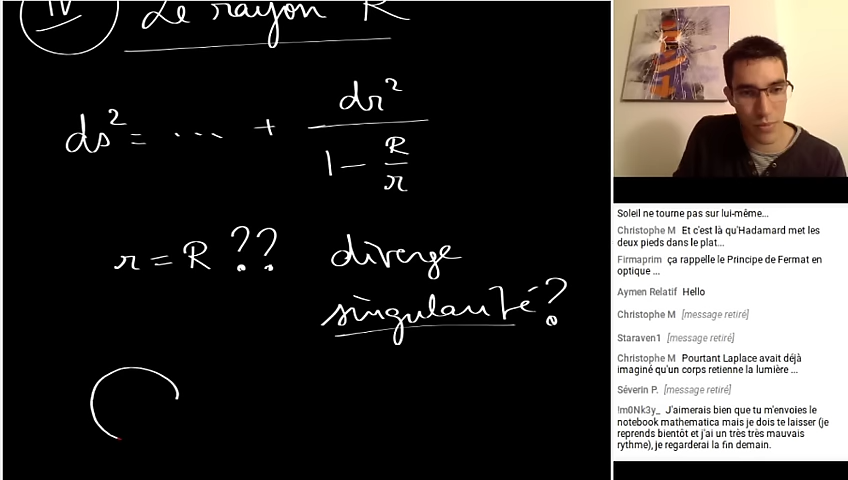 IV Le rayon R
ds² = ... + dr² / (1 - R/r)
r = R ?? diverge
singularité?
Soleil ne tourne pas sur lui-même...
Christophe M Et c'est là qu'Hadamard met les
deux pieds dans le plat...
Firmaprim ça rappelle le Principe de Fermat en
optique ...
Aymen Relatif Hello
Christophe M [message retiré]
Staraven1 [message retiré]
Christophe M Pourtant Laplace avait déjà
imaginé qu'un corps retienne la lumière ...
Séverin P. [message retiré]
!m0Nk3y_ J'aimerais bien que tu m'envoies le
notebook mathematica mais je dois te laisser (je
reprends bientôt et j'ai un très très mauvais
rythme), je regarderai la fin demain.